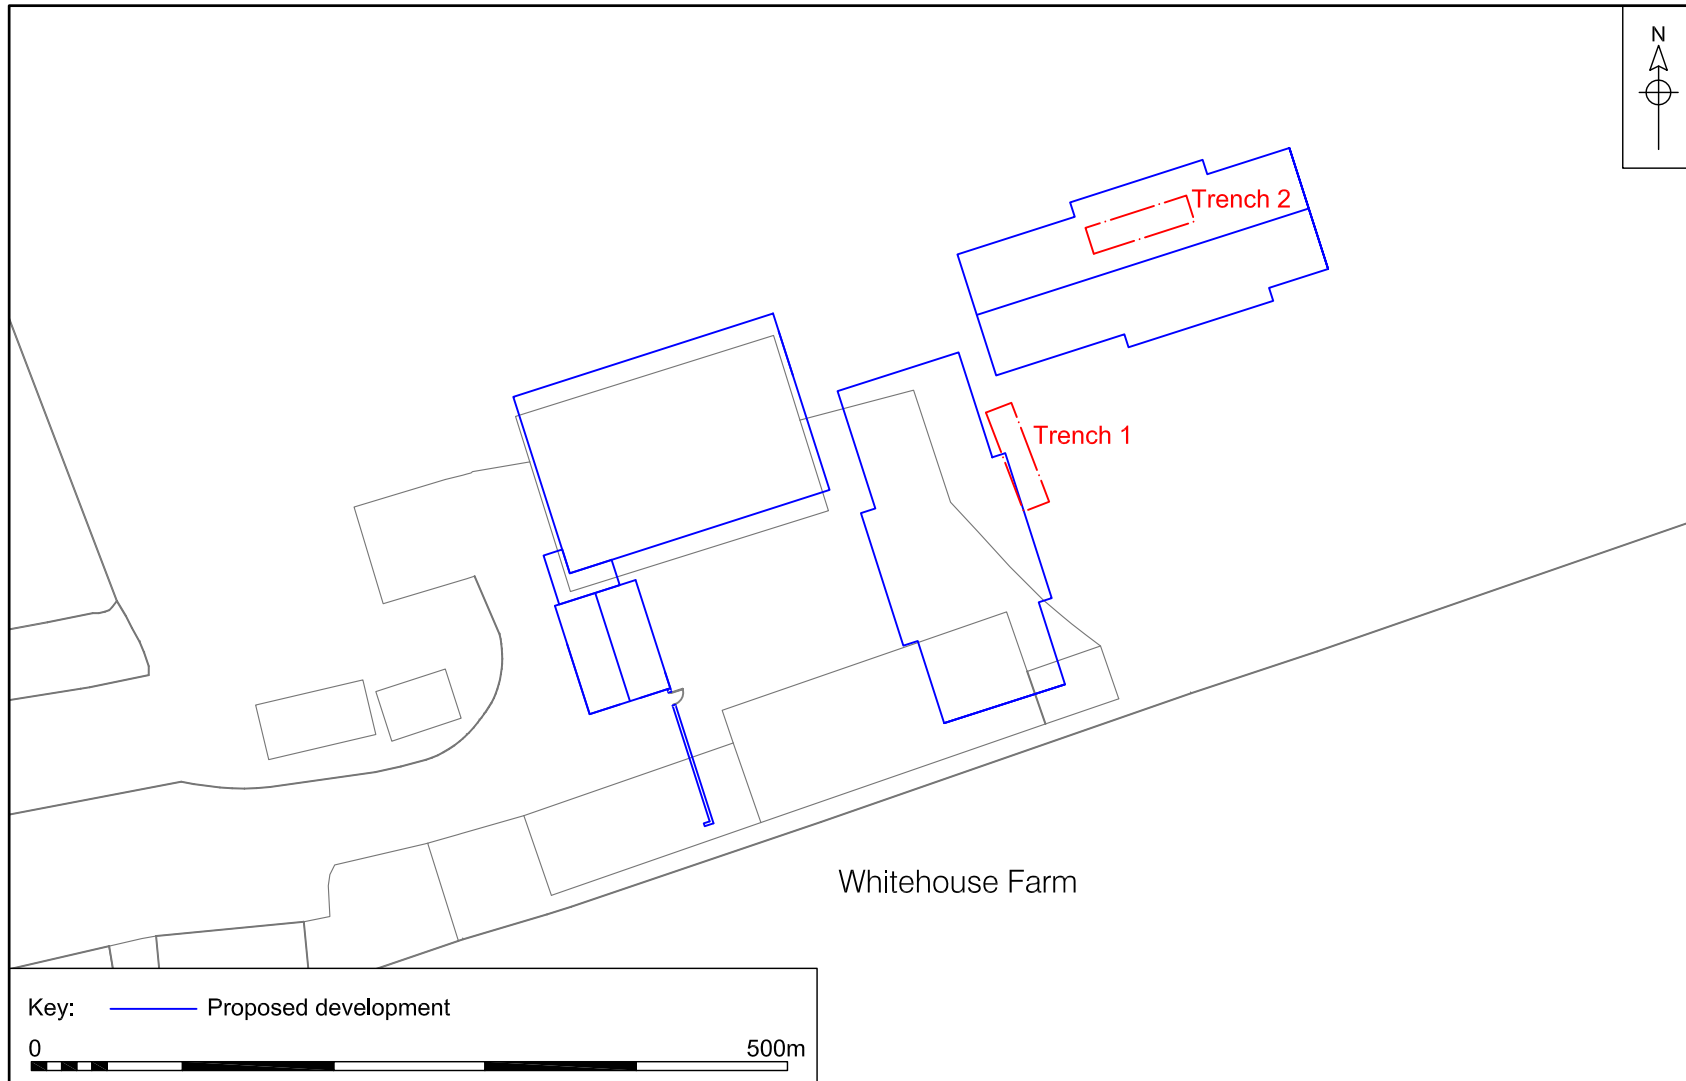 N
Trench 2
Trench 1
Whitehouse Farm
Key: Proposed development
0 500m